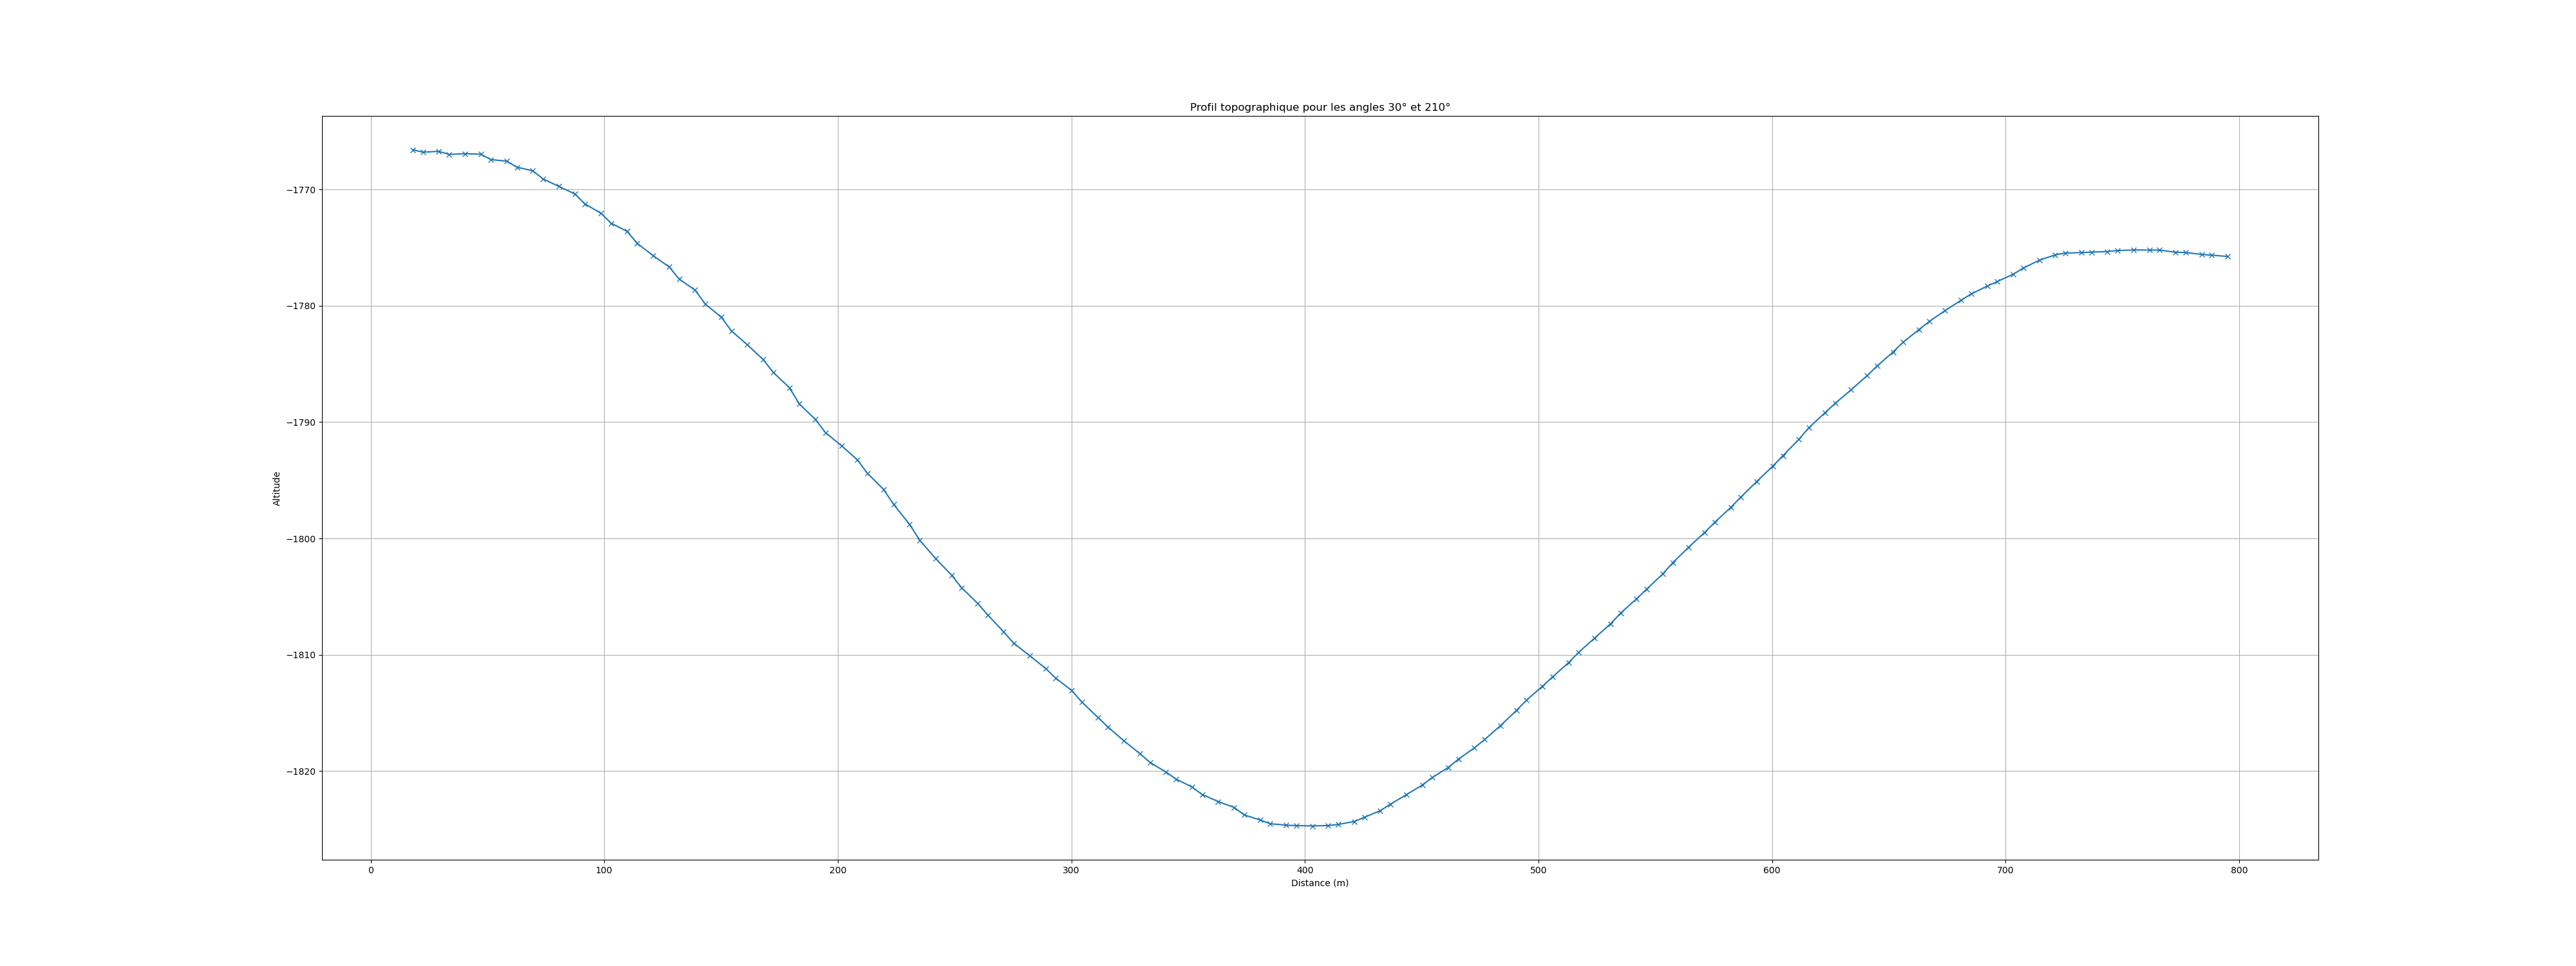 Profil topographique pour les angles 30° et 210°
−1770
−1780
−1790
−1800
−1810
−1820
Altitude
0 100 200 300 400 500 600 700 800
Distance (m)